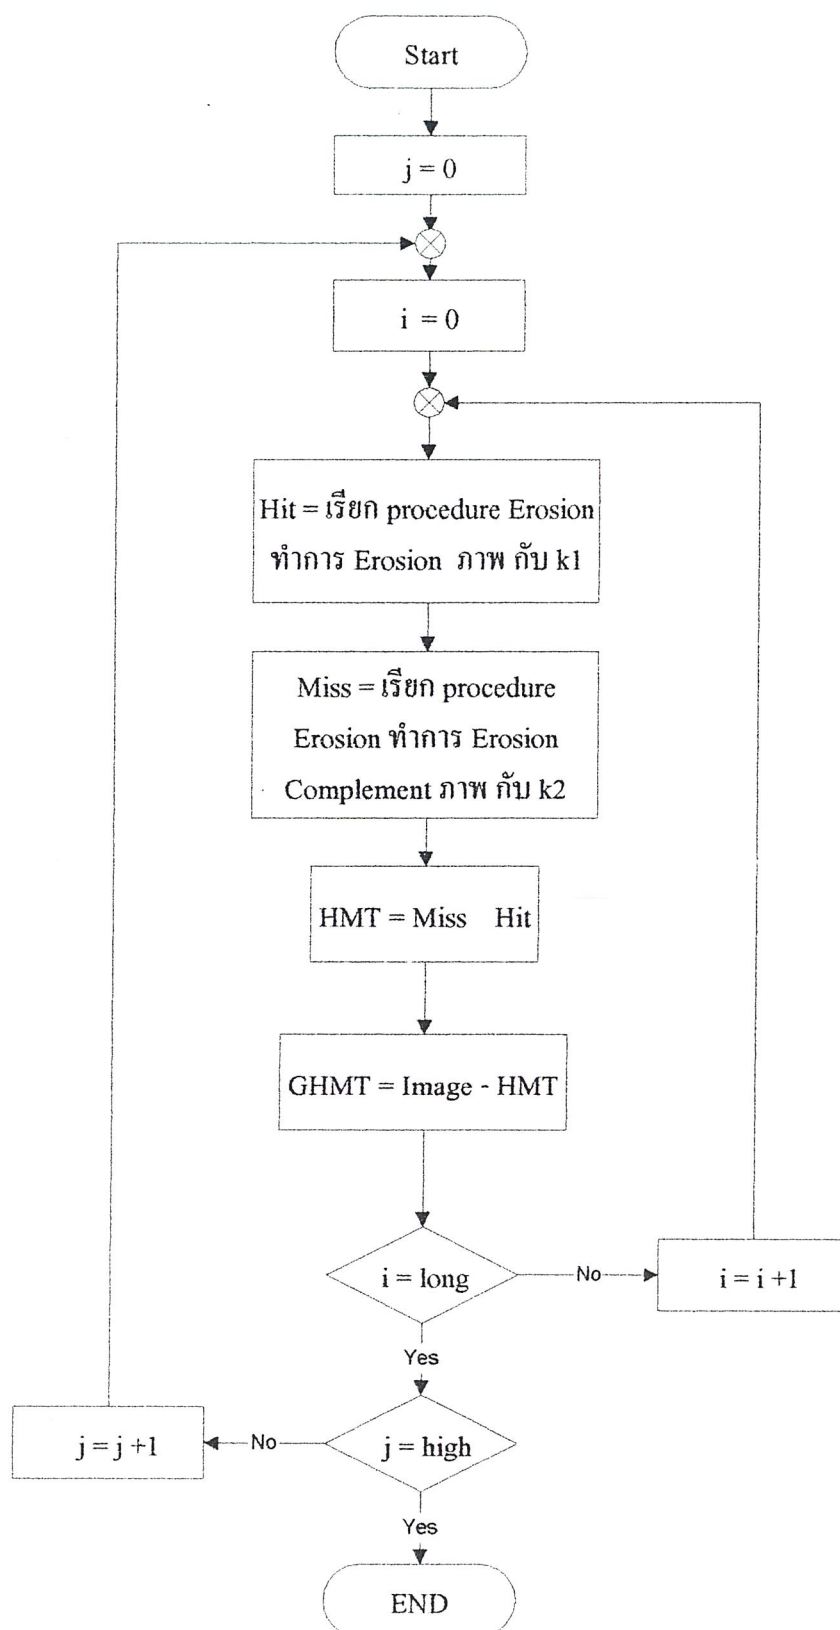 Start
j = 0
i = 0
Hit = เรียก procedure Erosion
ทำการ Erosion ภาพ กับ k1
Miss = เรียก procedure
Erosion ทำการ Erosion
Complement ภาพ กับ k2
HMT = Miss Hit
GHMT = Image - HMT
i = long
No
i = i +1
Yes
j = high
No
j = j +1
Yes
END